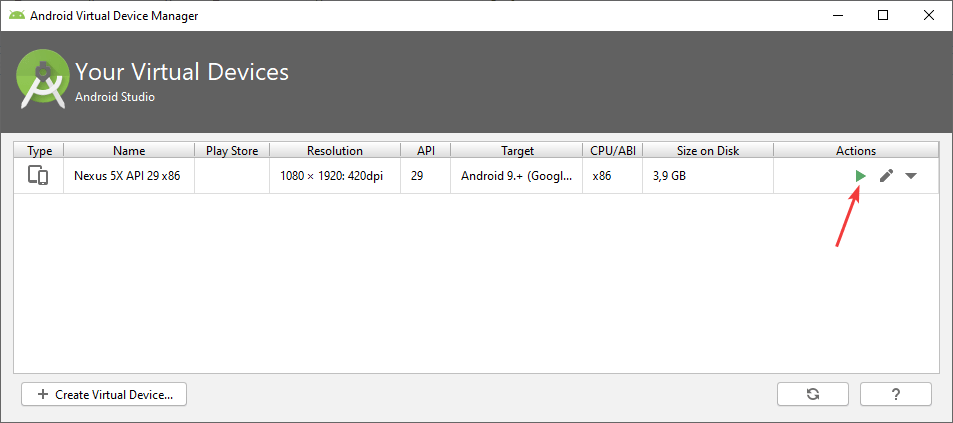 Android Virtual Device Manager
Your Virtual Devices
Android Studio
Type Name Play Store Resolution API Target CPU/ABI Size on Disk Actions
Nexus 5X API 29 x86 1080 × 1920: 420dpi 29 Android 9.+ (Googl... x86 3,9 GB
+ Create Virtual Device... ?